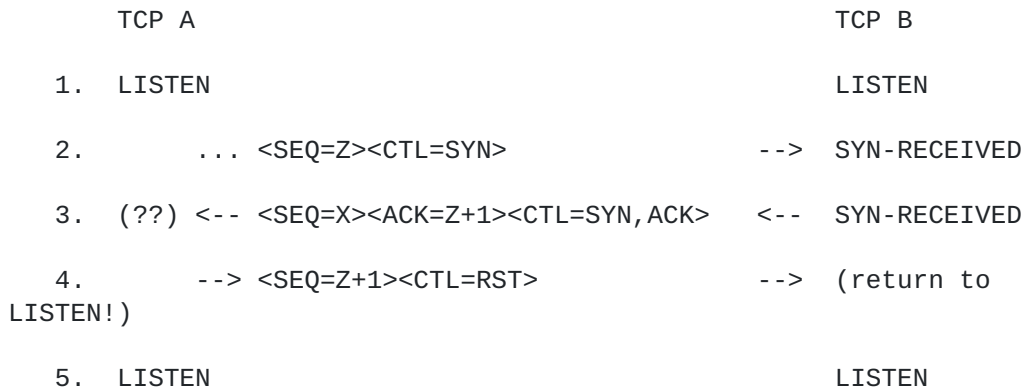 TCP A                                         TCP B
1.  LISTEN                                        LISTEN
2.       ... <SEQ=Z><CTL=SYN>                -->  SYN-RECEIVED
3.  (??) <-- <SEQ=X><ACK=Z+1><CTL=SYN,ACK>   <--  SYN-RECEIVED
4.       --> <SEQ=Z+1><CTL=RST>              -->  (return to
LISTEN!)
5.  LISTEN                                        LISTEN